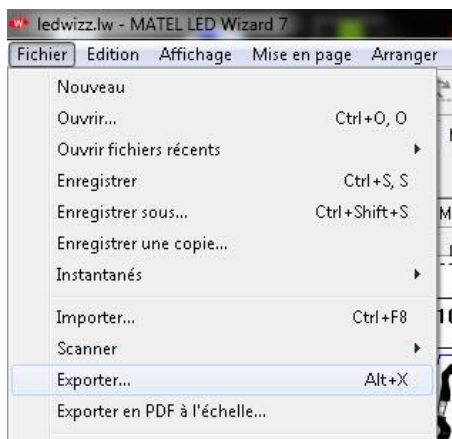 ledwizz.lw - MATEL LED Wizard 7
Fichier Edition Affichage Mise en page Arranger
Nouveau
Ouvrir... Ctrl+O, O
Ouvrir fichiers récents
Enregistrer Ctrl+S, S
Enregistrer sous... Ctrl+Shift+S
Enregistrer une copie...
Instantanés
Importer... Ctrl+F8
Scanner
Exporter... Alt+X
Exporter en PDF à l'échelle...